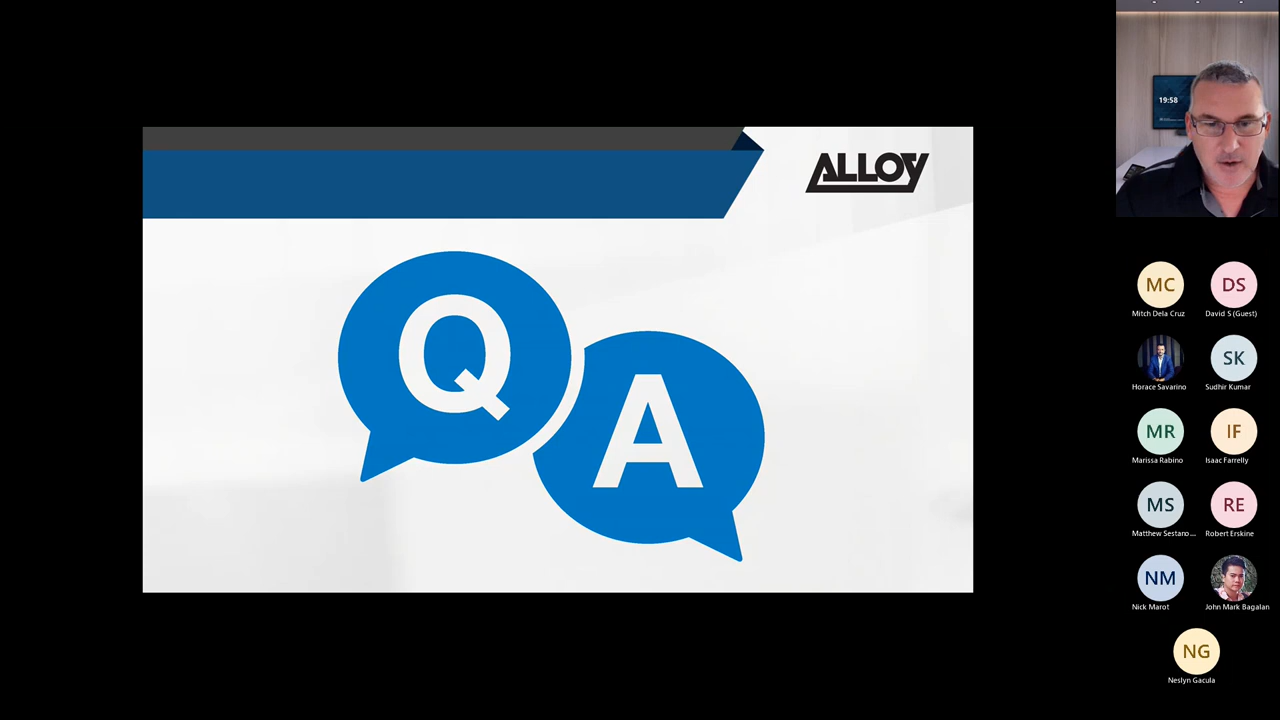 ALLOY
Q
A
19:58
MC
DS
Mitch Dela Cruz
David S (Guest)
SK
Horace Savarino
Sudhir Kumar
MR
IF
Marissa Rabino
Isaac Farrelly
MS
RE
Matthew Sestano...
Robert Erskine
NM
Nick Marot
John Mark Bagalan
NG
Neslyn Gacula